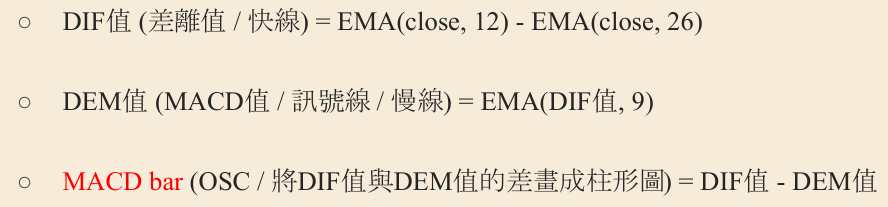 ○ DIF值 (差離值 / 快線) = EMA(close, 12) - EMA(close, 26)
○ DEM值 (MACD值 / 訊號線 / 慢線) = EMA(DIF值, 9)
○ MACD bar (OSC / 將DIF值與DEM值的差畫成柱形圖) = DIF值 - DEM值